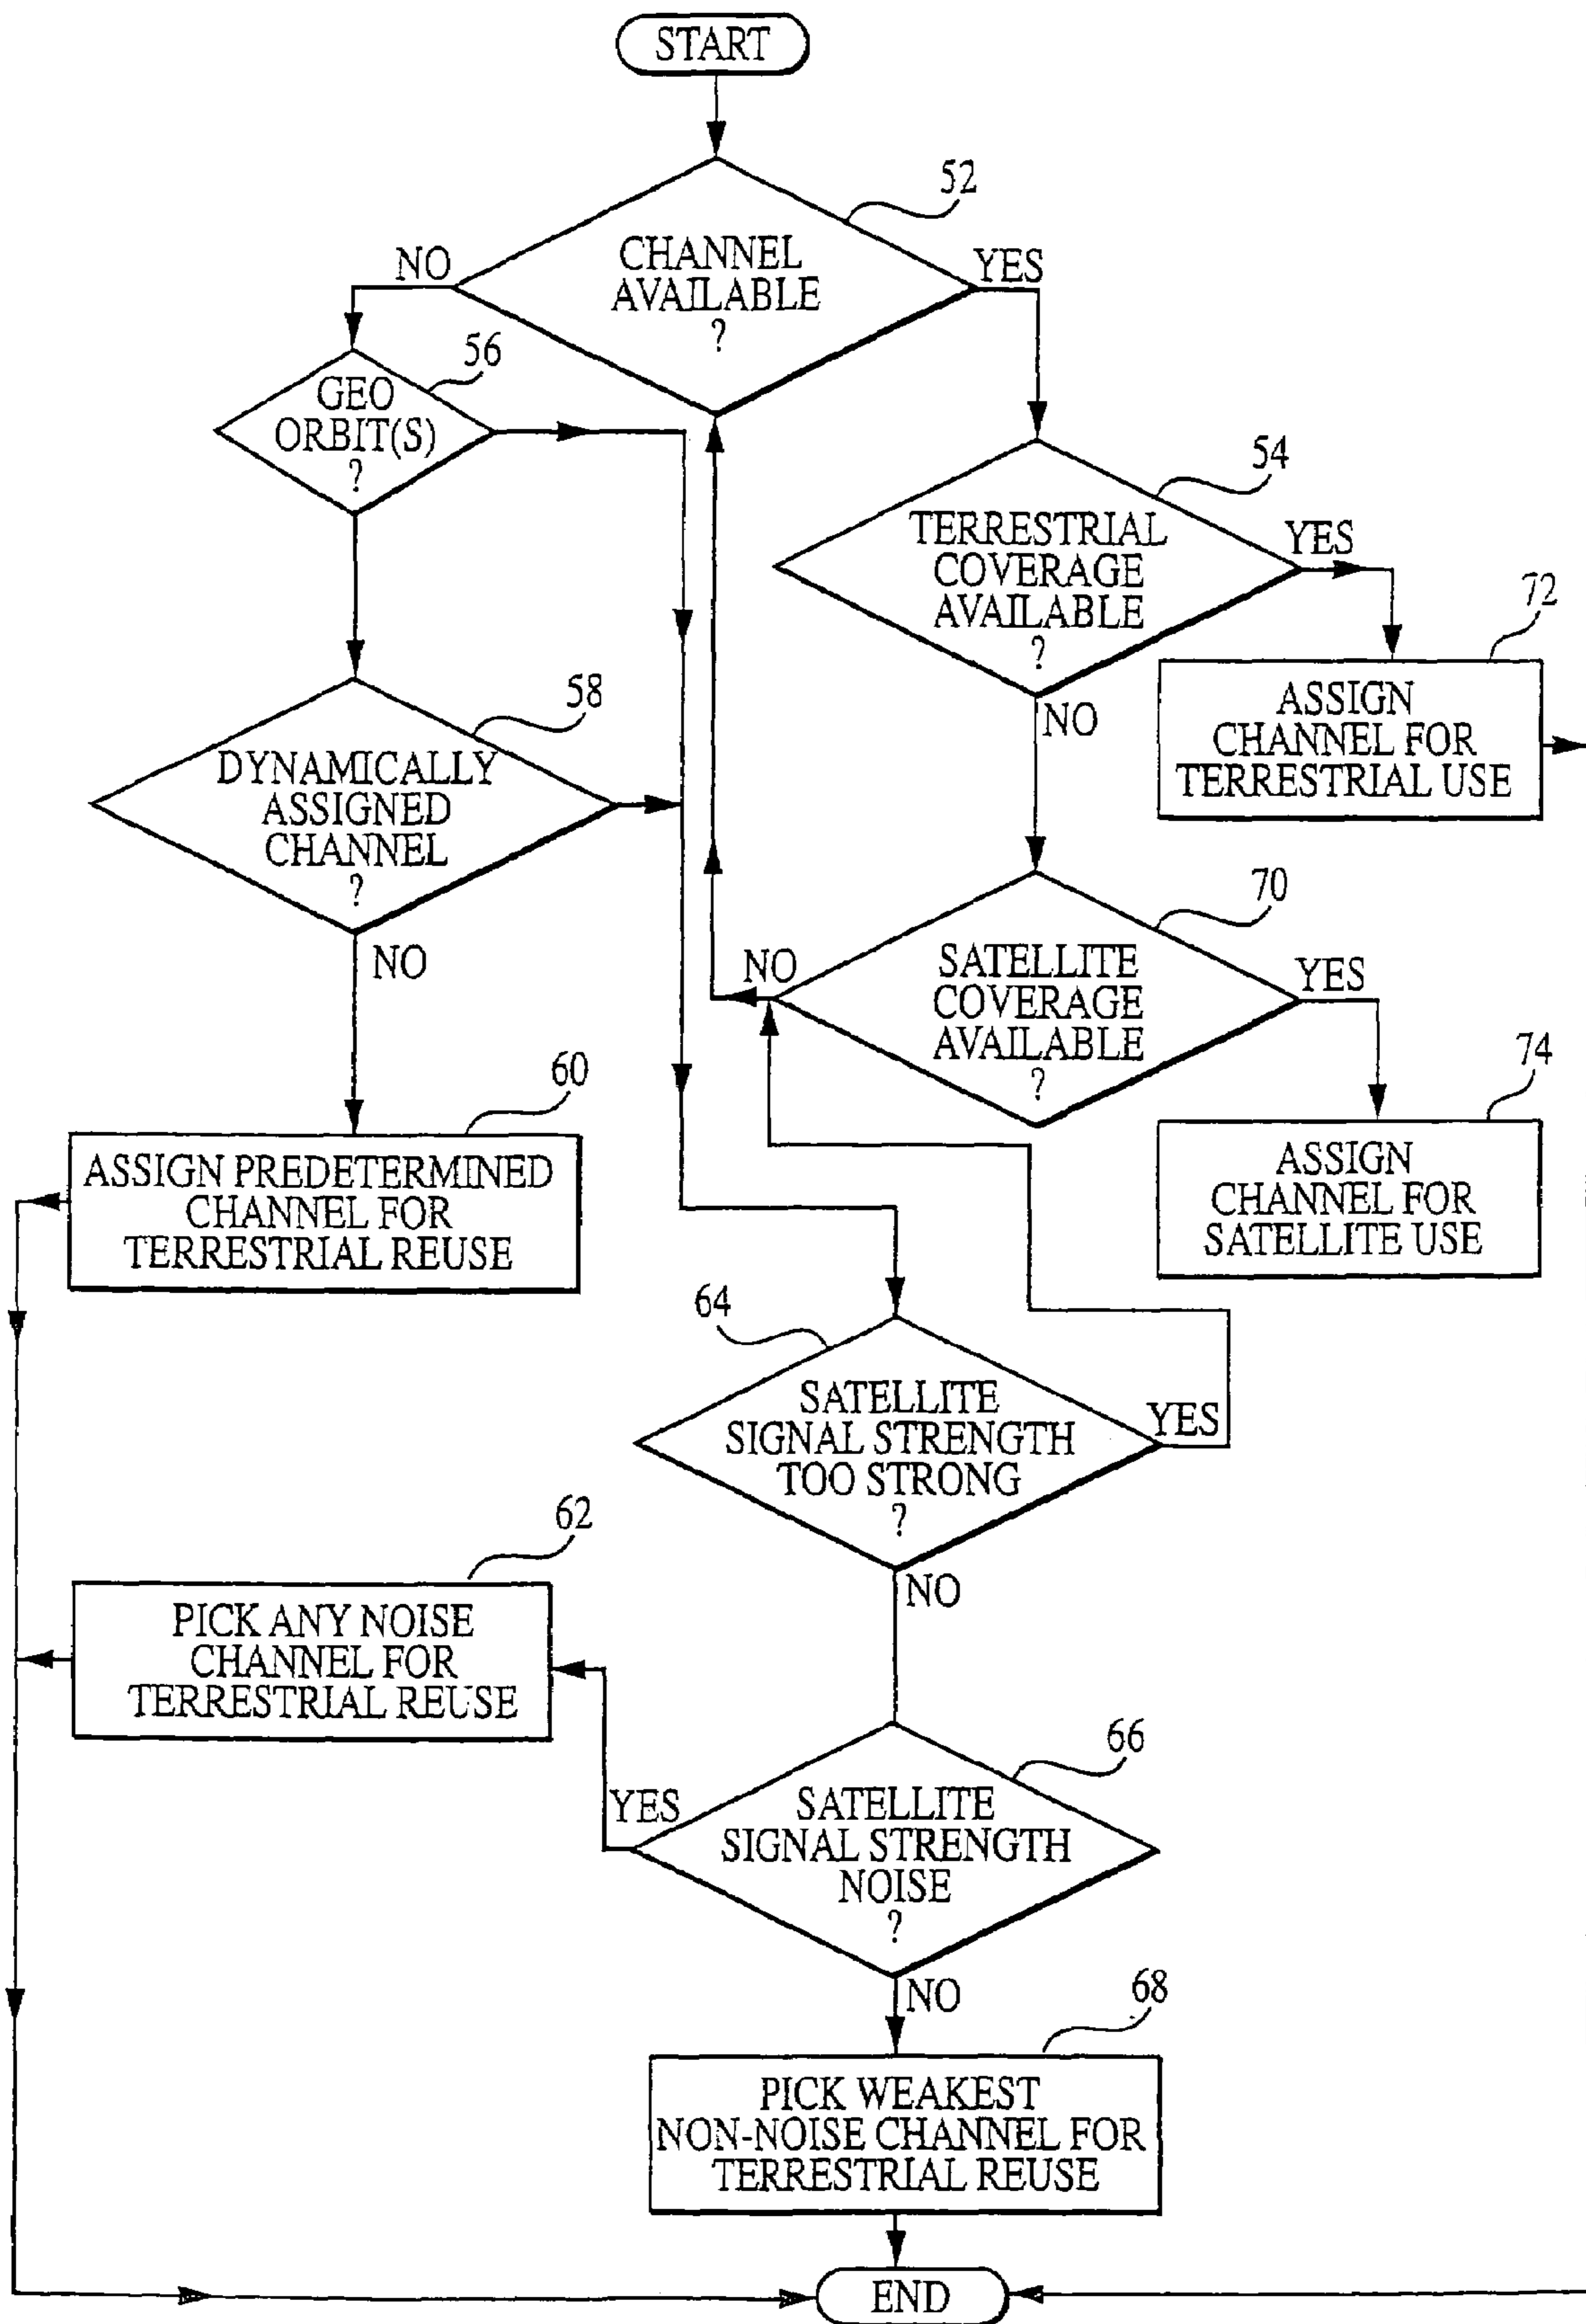 START
52
CHANNEL
AVAILABLE
?
NO
YES
56
GEO
ORBIT(S)
?
54
TERRESTRIAL
COVERAGE
AVAILABLE
?
YES
NO
72
ASSIGN
CHANNEL FOR
TERRESTRIAL USE
58
DYNAMICALLY
ASSIGNED
CHANNEL
?
NO
70
SATELLITE
COVERAGE
AVAILABLE
?
NO
YES
74
ASSIGN
CHANNEL FOR
SATELLITE USE
60
ASSIGN PREDETERMINED
CHANNEL FOR
TERRESTRIAL REUSE
64
SATELLITE
SIGNAL STRENGTH
TOO STRONG
?
YES
NO
62
PICK ANY NOISE
CHANNEL FOR
TERRESTRIAL REUSE
66
SATELLITE
SIGNAL STRENGTH
NOISE
?
YES
NO
68
PICK WEAKEST
NON-NOISE CHANNEL FOR
TERRESTRIAL REUSE
END